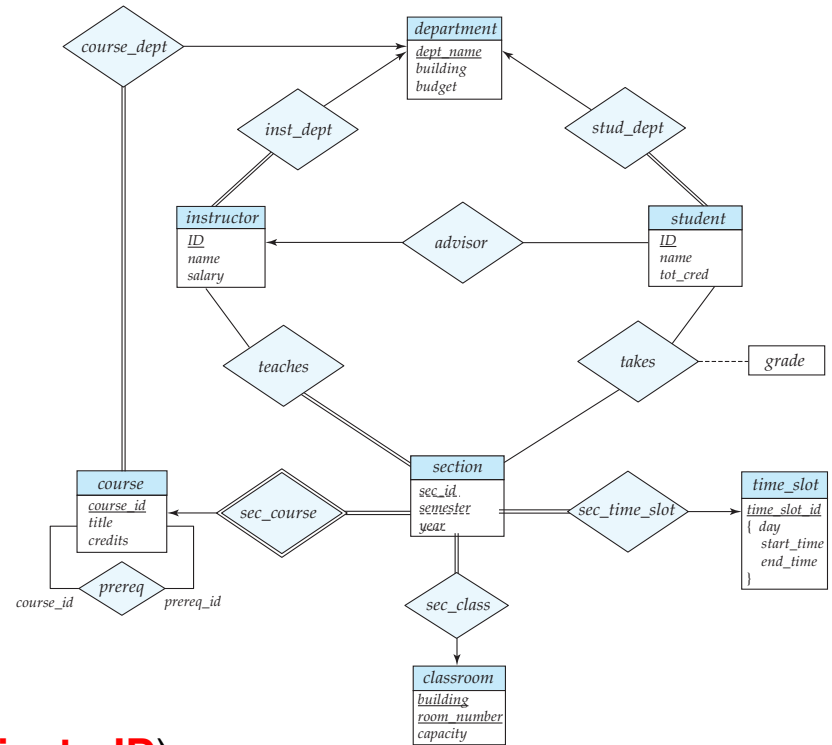 department
dept_name
building
budget
course_dept
inst_dept
stud_dept
instructor
ID
name
salary
advisor
student
ID
name
tot_cred
teaches
takes
grade
course
course_id
title
credits
sec_course
section
sec_id
semester
year
sec_time_slot
time_slot
time_slot_id
{ day
start_time
end_time
}
prereq
course_id
prereq_id
sec_class
classroom
building
room_number
capacity
ID)